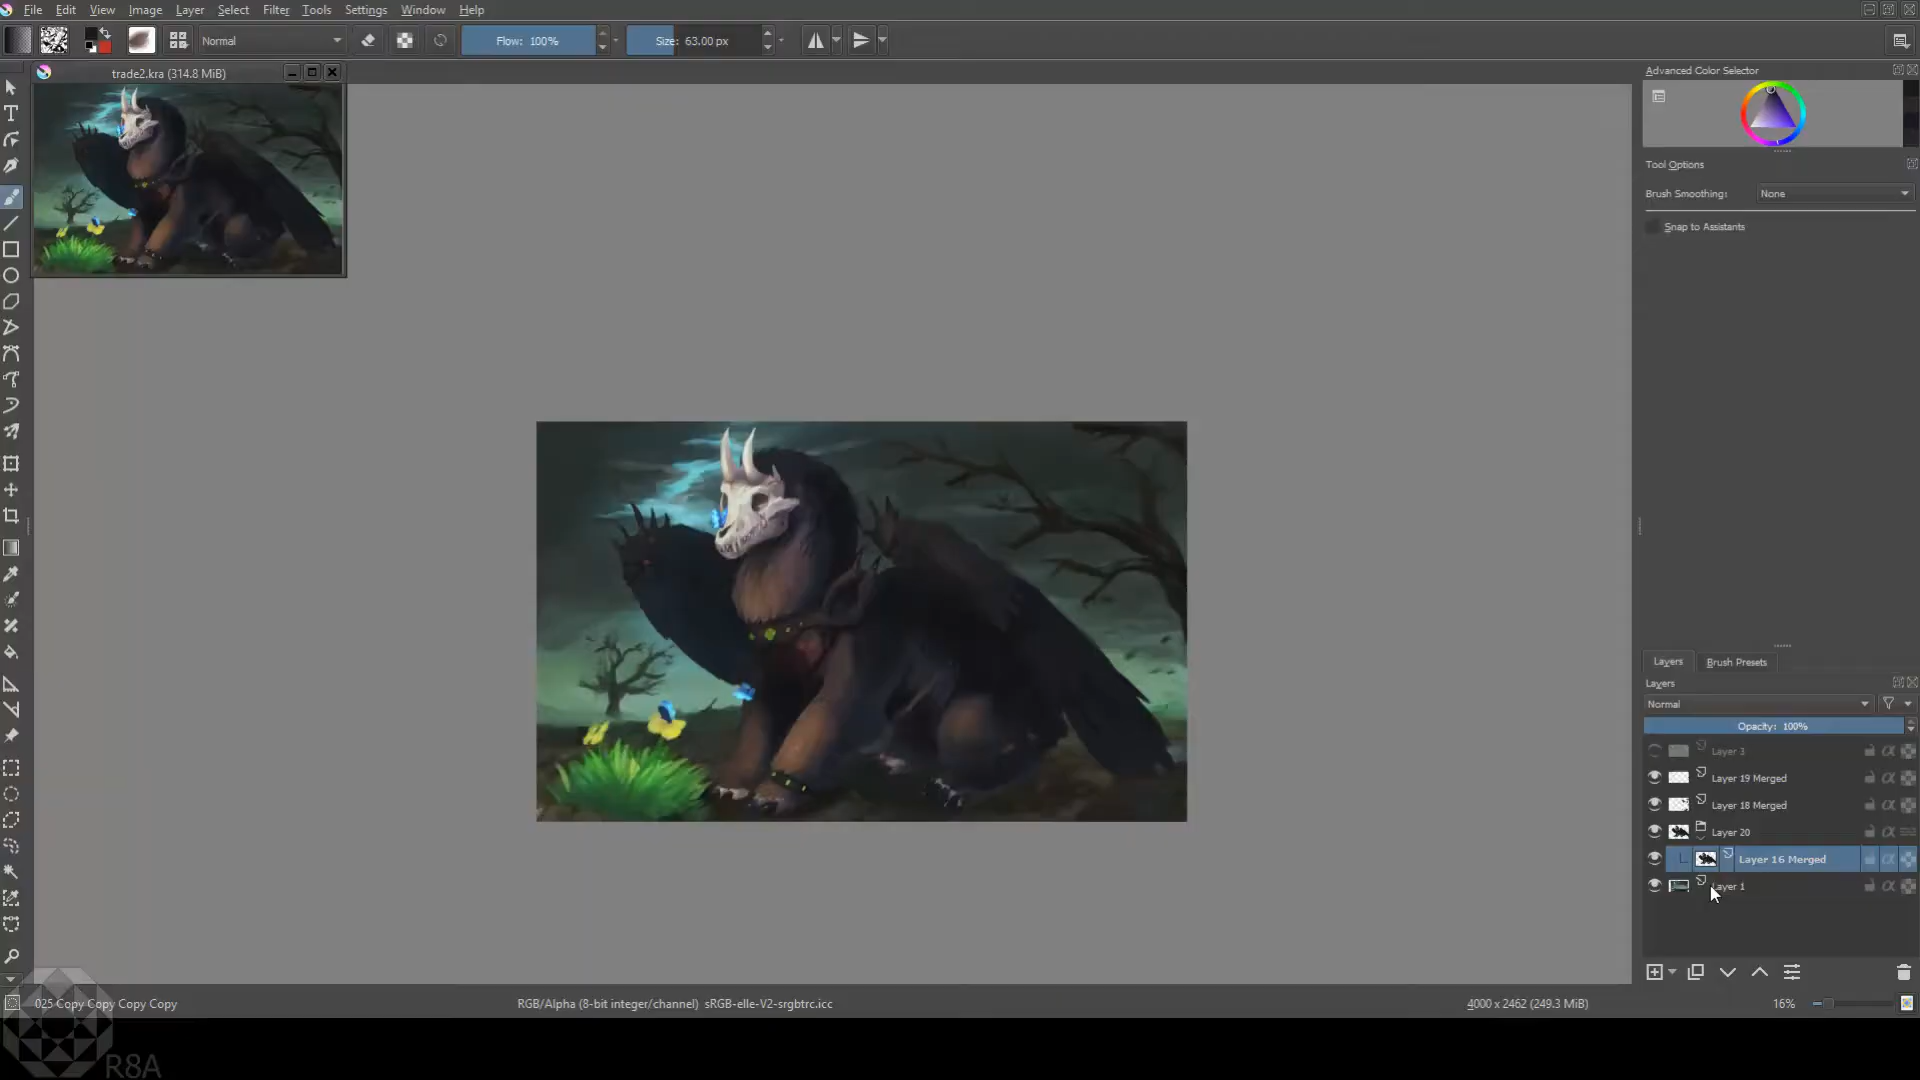 File Edit View Image Layer Select Filter Tools Settings Window Help
Normal Flow: 100% Size: 63.00 px
trade2.kra (314.8 MiB)
Advanced Color Selector
Tool Options
Brush Smoothing: None
Snap to Assistants
Layers Brush Presets
Layers
Normal
Opacity: 100%
Layer 3
Layer 19 Merged
Layer 18 Merged
Layer 20
Layer 16 Merged
Layer 1
025 Copy Copy Copy Copy RGB/Alpha (8-bit integer/channel) sRGB-elle-V2-srgbtrc.icc 4000 x 2462 (249.3 MiB) 16%
R8A